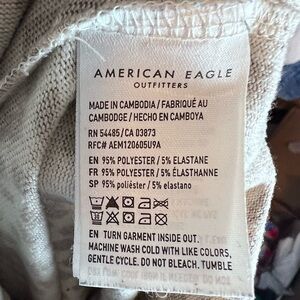 AMERICAN EAGLE
OUTFITTERS
MADE IN CAMBODIA / FABRIQUÉ AU
CAMBODGE / HECHO EN CAMBOYA
RN 54485/ CA 03873
RFC# AEM120605U9A
EN 95% POLYESTER / 5% ELASTANE
FR 95% POLYESTER / 5% ÉLASTHANNE
SP 95% poliéster / 5% elastano
EN TURN GARMENT INSIDE OUT.
MACHINE WASH COLD WITH LIKE COLORS,
GENTLE CYCLE. DO NOT BLEACH. TUMBLE